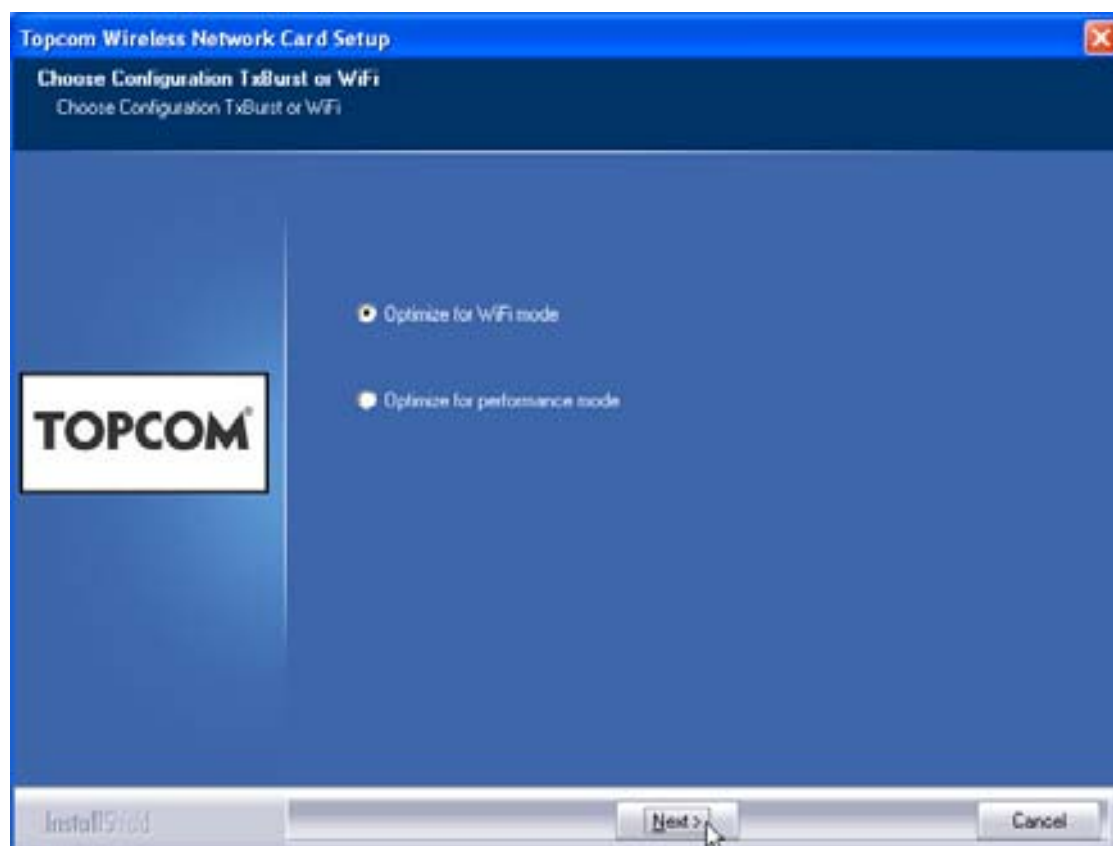 Topcom Wireless Network Card Setup
Choose Configuration TxBurst or WiFi
Choose Configuration TxBurst or WiFi
Optimize for WiFi mode
Optimize for performance mode
TOPCOM®
InstallShield
Next >
Cancel